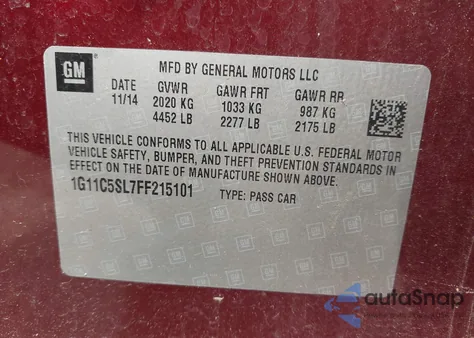 GM
MFD BY GENERAL MOTORS LLC
DATE GVWR GAWR FRT GAWR RR
11/14 2020 KG 1033 KG 987 KG
4452 LB 2277 LB 2175 LB
THIS VEHICLE CONFORMS TO ALL APPLICABLE U.S. FEDERAL MOTOR
VEHICLE SAFETY, BUMPER, AND THEFT PREVENTION STANDARDS IN
EFFECT ON THE DATE OF MANUFACTURE SHOWN ABOVE.
1G11C5SL7FF215101 TYPE: PASS CAR
autoSnap